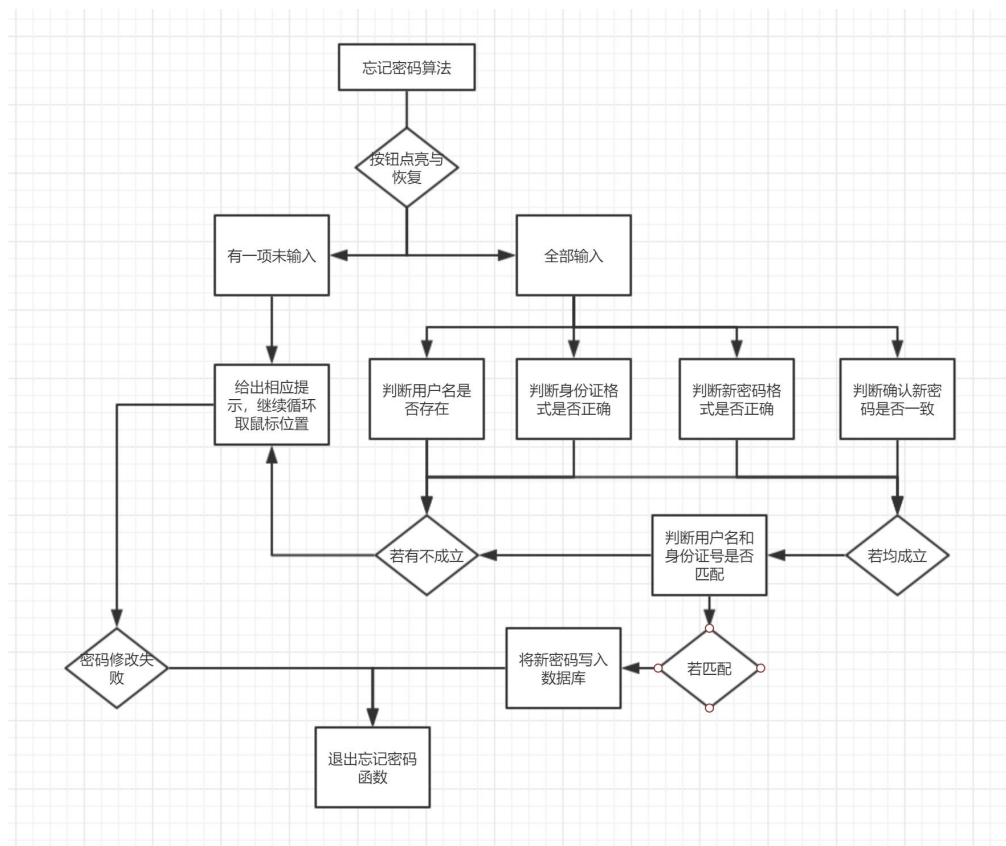 忘记密码算法
按钮点亮与
恢复
有一项未输入
全部输入
给出相应提
示，继续循环
取鼠标位置
判断用户名是
否存在
判断身份证格
式是否正确
判断新密码格
式是否正确
判断确认新密
码是否一致
若有不成立
判断用户名和
身份证号是否
匹配
若均成立
密码修改失
败
将新密码写入
数据库
若匹配
退出忘记密码
函数